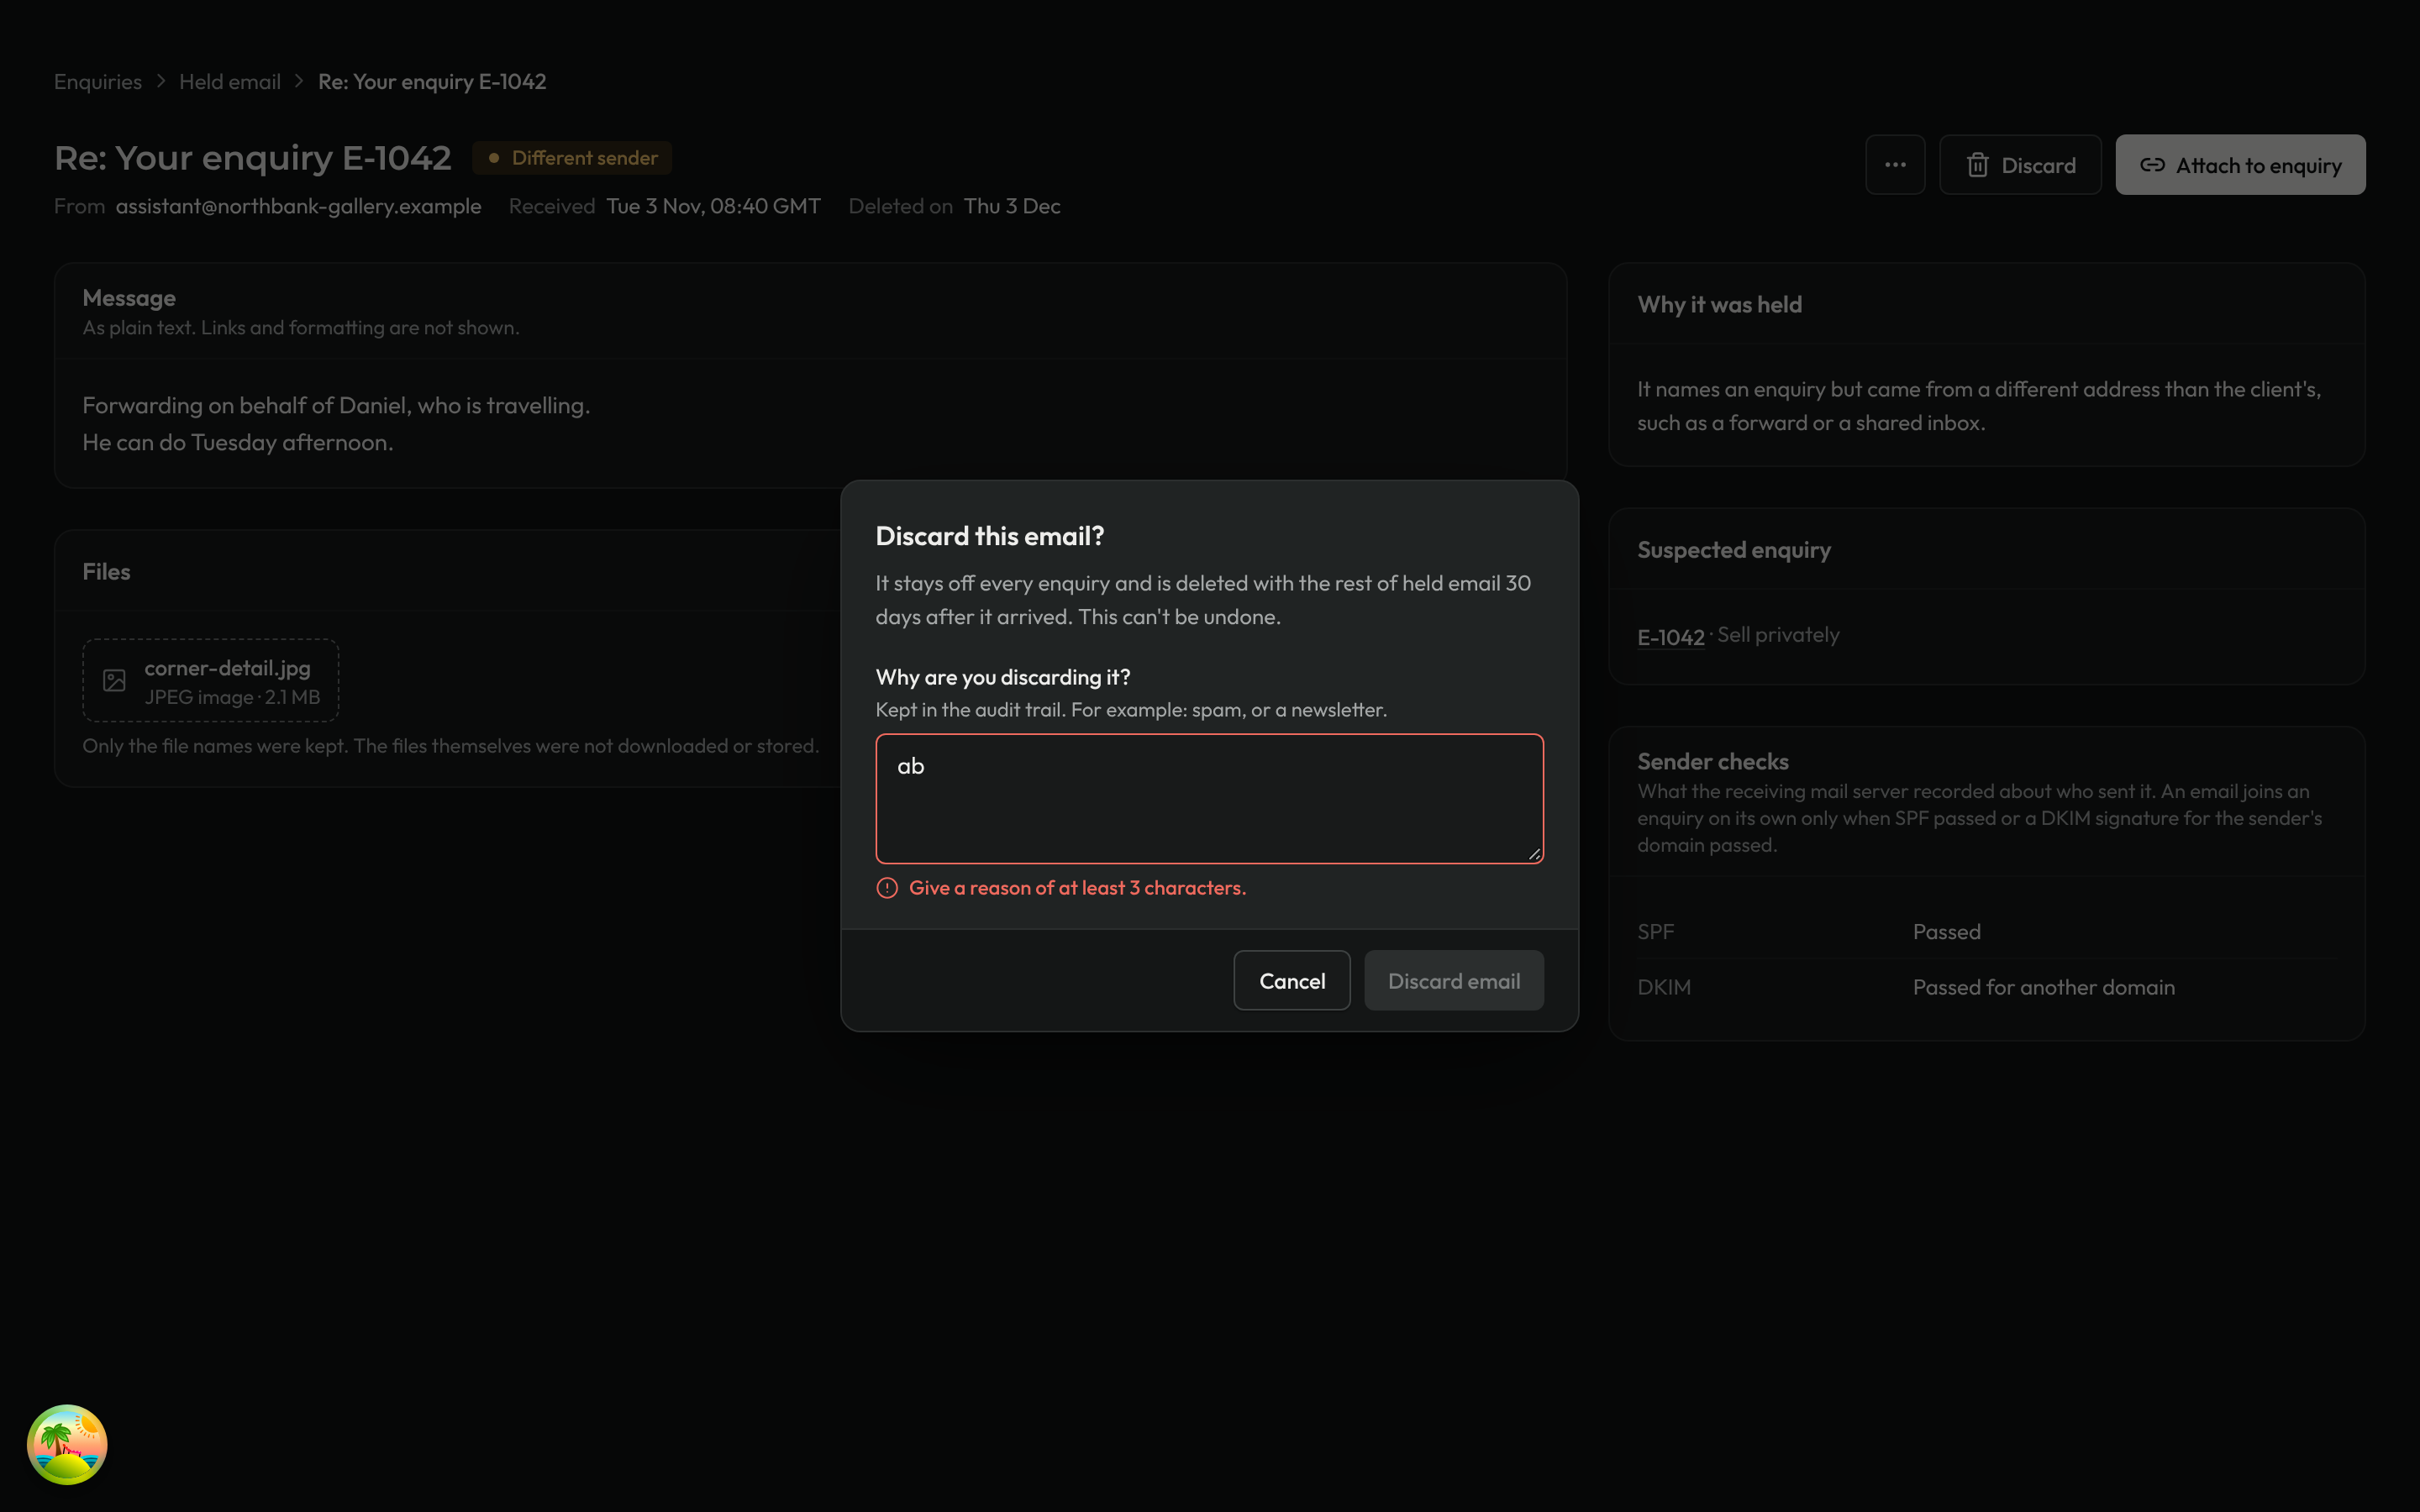 Enquiries > Held email > Re: Your enquiry E-1042
Re: Your enquiry E-1042
Different sender
... Discard Attach to enquiry
From assistant@northbank-gallery.example Received Tue 3 Nov, 08:40 GMT Deleted on Thu 3 Dec
Message
As plain text. Links and formatting are not shown.
Forwarding on behalf of Daniel, who is travelling.
He can do Tuesday afternoon.
Files
corner-detail.jpg
JPEG image · 2.1 MB
Only the file names were kept. The files themselves were not downloaded or stored.
Discard this email?
It stays off every enquiry and is deleted with the rest of held email 30
days after it arrived. This can't be undone.
Why are you discarding it?
Kept in the audit trail. For example: spam, or a newsletter.
ab
Give a reason of at least 3 characters.
Cancel Discard email
Why it was held
It names an enquiry but came from a different address than the client's,
such as a forward or a shared inbox.
Suspected enquiry
E-1042 · Sell privately
Sender checks
What the receiving mail server recorded about who sent it. An email joins an
enquiry on its own only when SPF passed or a DKIM signature for the sender's
domain passed.
SPF Passed
DKIM Passed for another domain